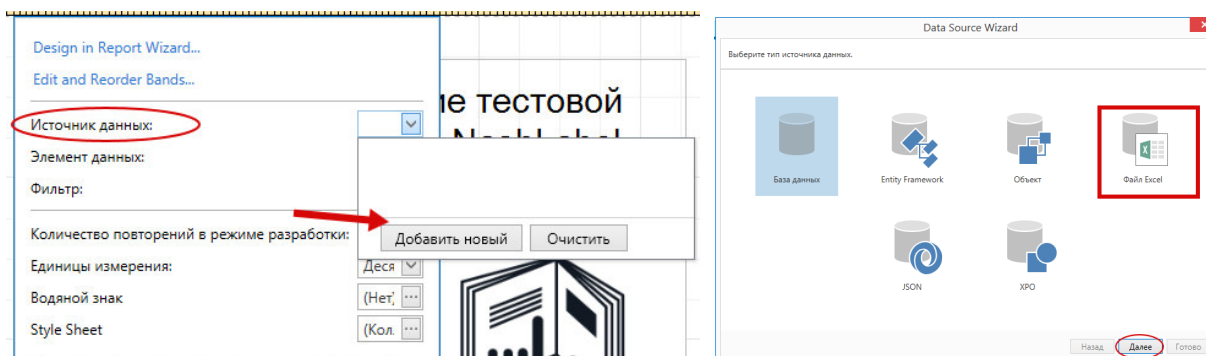 Design in Report Wizard...
Edit and Reorder Bands...
Источник данных:
Элемент данных:
Фильтр:
Количество повторений в режиме разработки:
Единицы измерения:
Деся
Водяной знак
(Нет,
Style Sheet
(Кол.
ие тестовой
Добавить новый
Очистить
Data Source Wizard
Выберите тип источника данных.
База данных
Entity Framework
Объект
Файл Excel
JSON
XPO
Назад
Далее
Готово